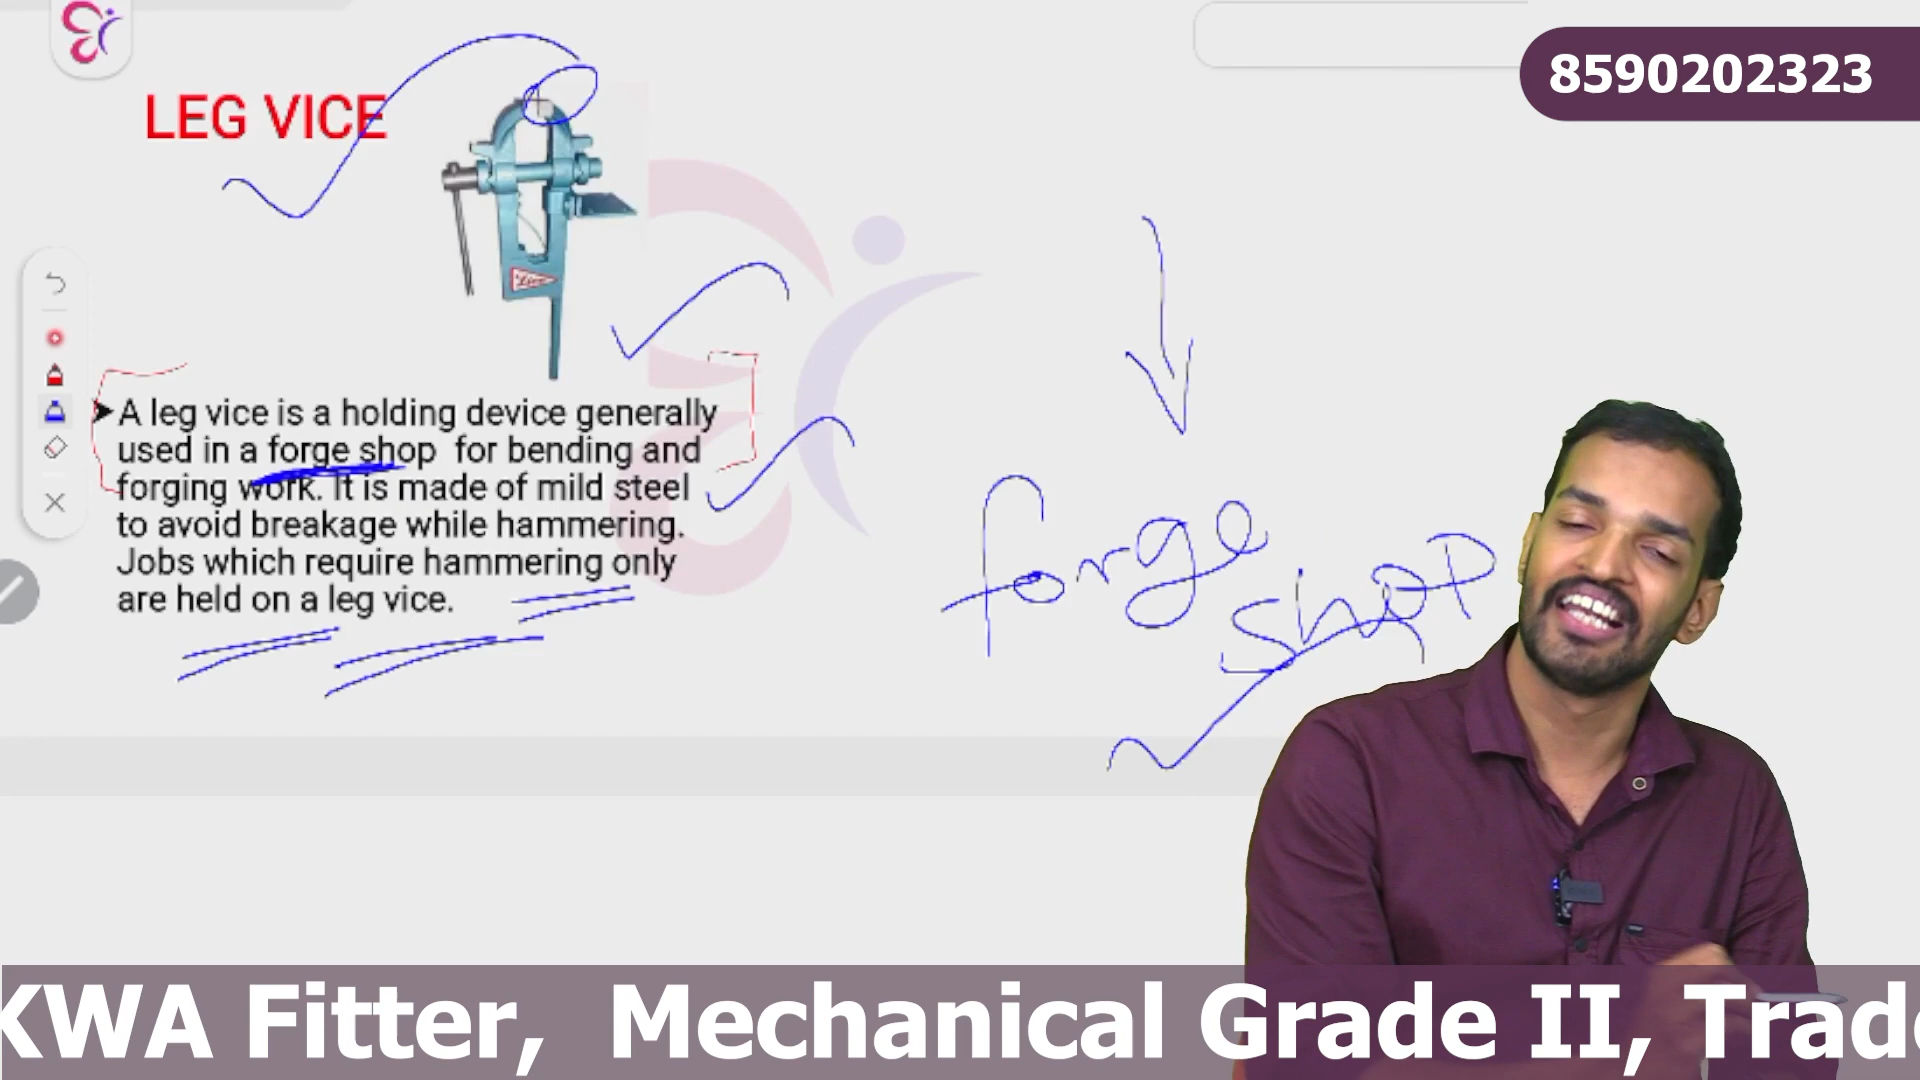 8590202323
LEG VICE
➤A leg vice is a holding device generally
used in a forge shop for bending and
forging work. It is made of mild steel
to avoid breakage while hammering.
Jobs which require hammering only
are held on a leg vice.
forge
shop
KWA Fitter, Mechanical Grade II, Trade